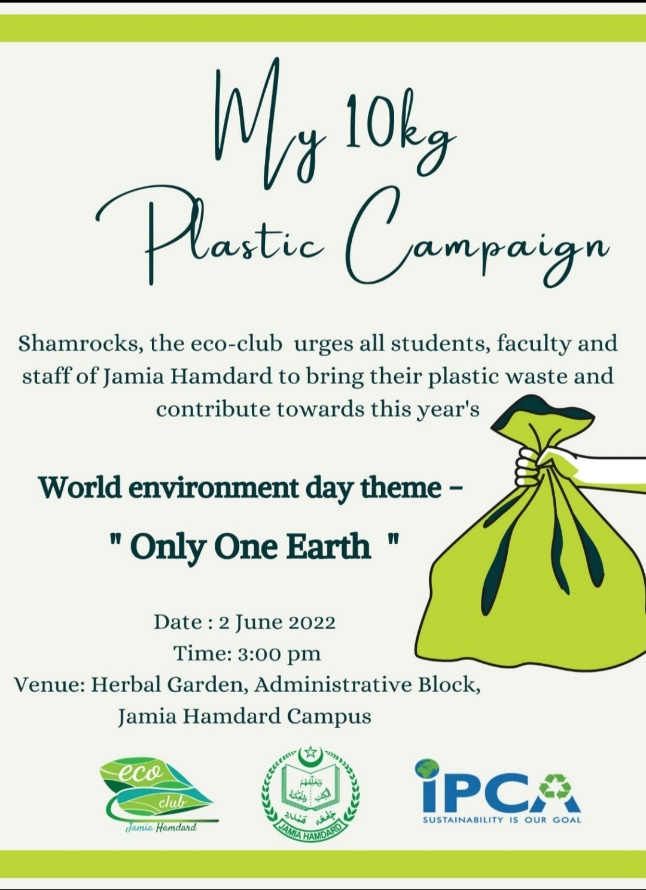 My 10kg
Plastic Campaign
Shamrocks, the eco-club urges all students, faculty and
staff of Jamia Hamdard to bring their plastic waste and
contribute towards this year's
World environment day theme –
" Only One Earth "
Date : 2 June 2022
Time: 3:00 pm
Venue: Herbal Garden, Administrative Block,
Jamia Hamdard Campus
eco
club
Jamia Hamdard
JAMIA HAMDARD
iPCA
SUSTAINABILITY IS OUR GOAL